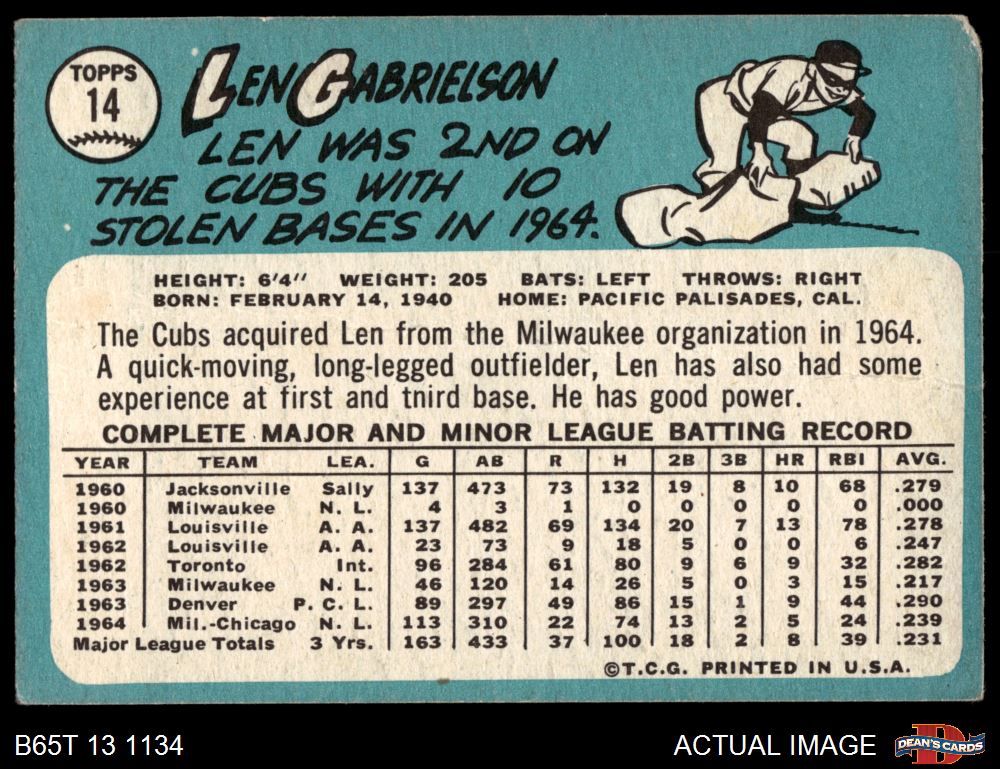 TOPPS
14
LEN GABRIELSON
LEN WAS 2ND ON
THE CUBS WITH 10
STOLEN BASES IN 1964.
HEIGHT: 6'4" WEIGHT: 205 BATS: LEFT THROWS: RIGHT
BORN: FEBRUARY 14, 1940 HOME: PACIFIC PALISADES, CAL.
The Cubs acquired Len from the Milwaukee organization in 1964.
A quick-moving, long-legged outfielder, Len has also had some
experience at first and tnird base. He has good power.
COMPLETE MAJOR AND MINOR LEAGUE BATTING RECORD
YEAR TEAM LEA. G AB R H 2B 3B HR RBI AVG.
1960 Jacksonville Sally 137 473 73 132 19 8 10 68 .279
1960 Milwaukee N. L. 4 3 1 0 0 0 0 0 .000
1961 Louisville A. A. 137 482 69 134 20 7 13 78 .278
1962 Louisville A. A. 23 73 9 18 5 0 0 6 .247
1962 Toronto Int. 96 284 61 80 9 6 9 32 .282
1963 Milwaukee N. L. 46 120 14 26 5 0 3 15 .217
1963 Denver P. C. L. 89 297 49 86 15 1 9 44 .290
1964 Mil.-Chicago N. L. 113 310 22 74 13 2 5 24 .239
Major League Totals 3 Yrs. 163 433 37 100 18 2 8 39 .231
©T.C.G. PRINTED IN U.S.A.
B65T 13 1134
ACTUAL IMAGE
D
DEAN'S CARDS